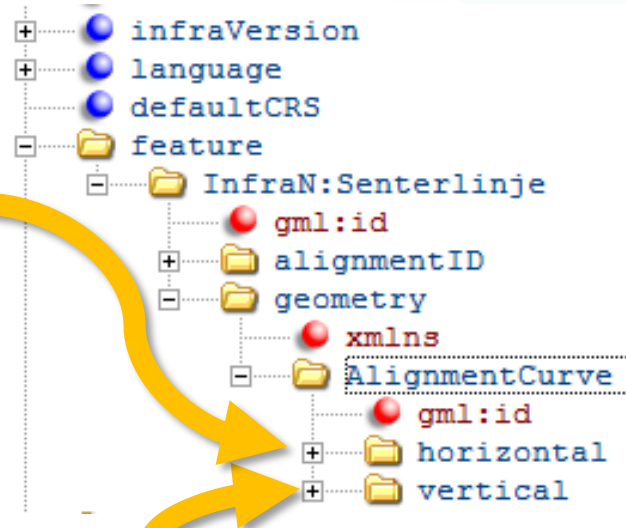 infraVersion
language
defaultCRS
feature
InfraN:Senterlinje
gml:id
alignmentID
geometry
xmlns
AlignmentCurve
gml:id
horizontal
vertical